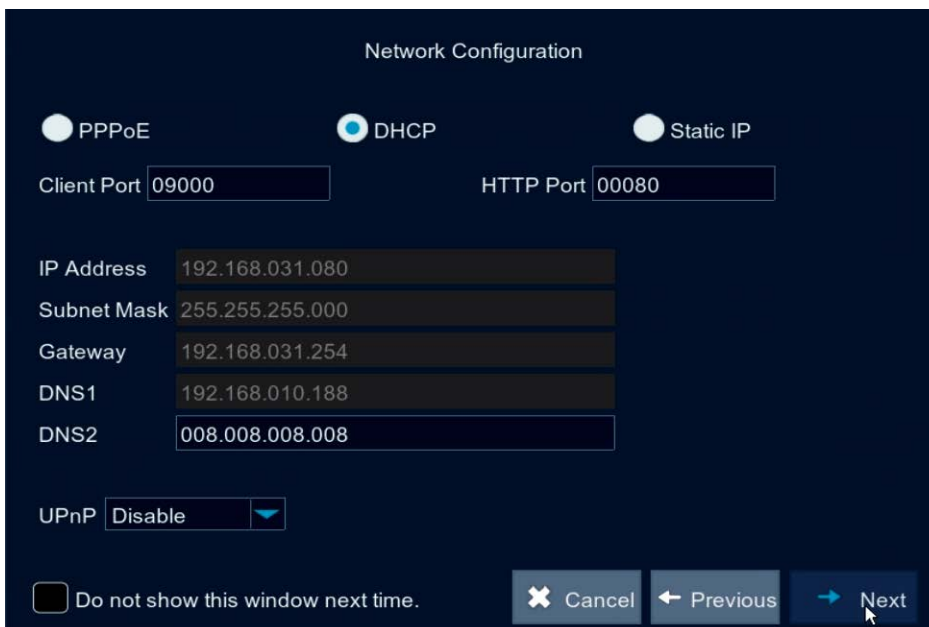 Network Configuration
PPPoE DHCP Static IP
Client Port 09000 HTTP Port 00080
IP Address 192.168.031.080
Subnet Mask 255.255.255.000
Gateway 192.168.031.254
DNS1 192.168.010.188
DNS2 008.008.008.008
UPnP Disable
Do not show this window next time. Cancel Previous Next